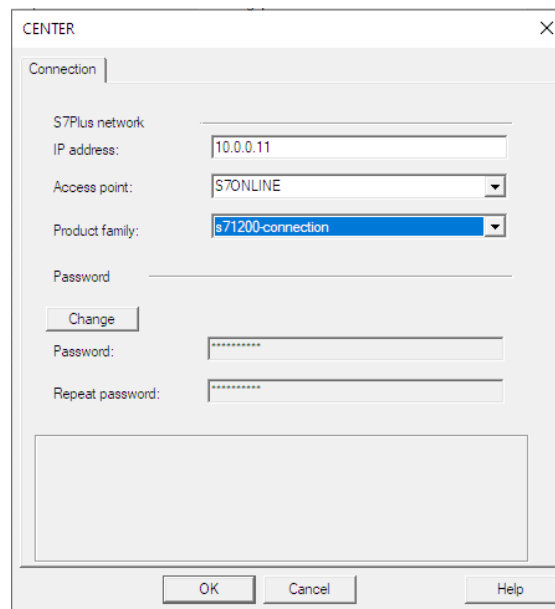 CENTER
Connection
S7Plus network
IP address: 10.0.0.11
Access point: S7ONLINE
Product family: s71200-connection
Password
Change
Password: **********
Repeat password: **********
OK Cancel Help